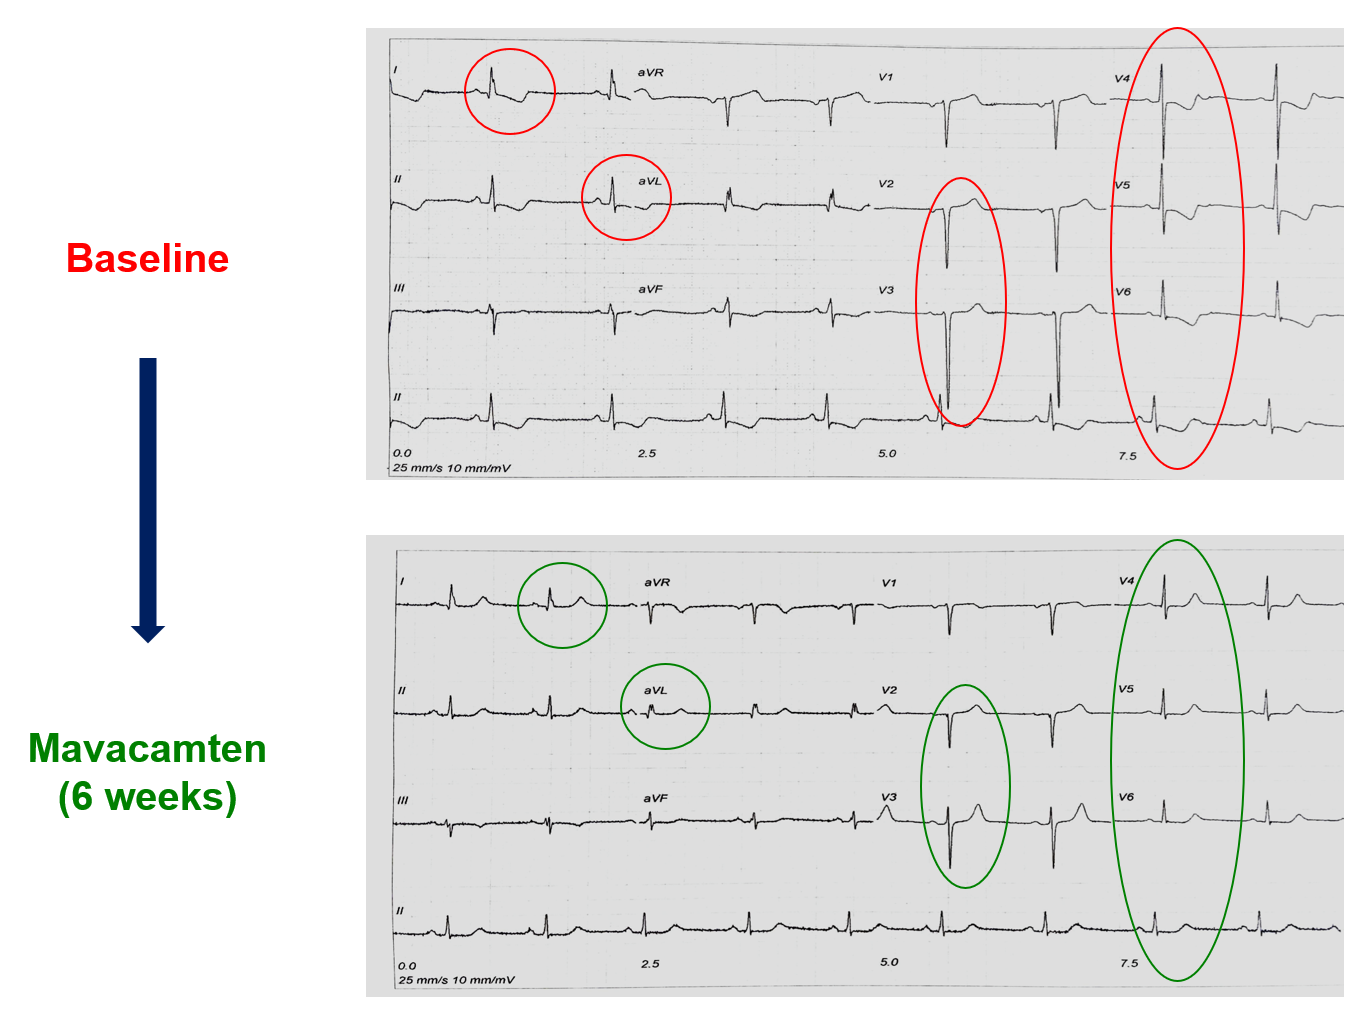 Baseline
I aVR V1 V4
II aVL V2 V5
III aVF V3 V6
II
0.0 2.5 5.0 7.5
25 mm/s 10 mm/mV
Mavacamten
(6 weeks)
I aVR V1 V4
II aVL V2 V5
III aVF V3 V6
II
0.0 2.5 5.0 7.5
25 mm/s 10 mm/mV